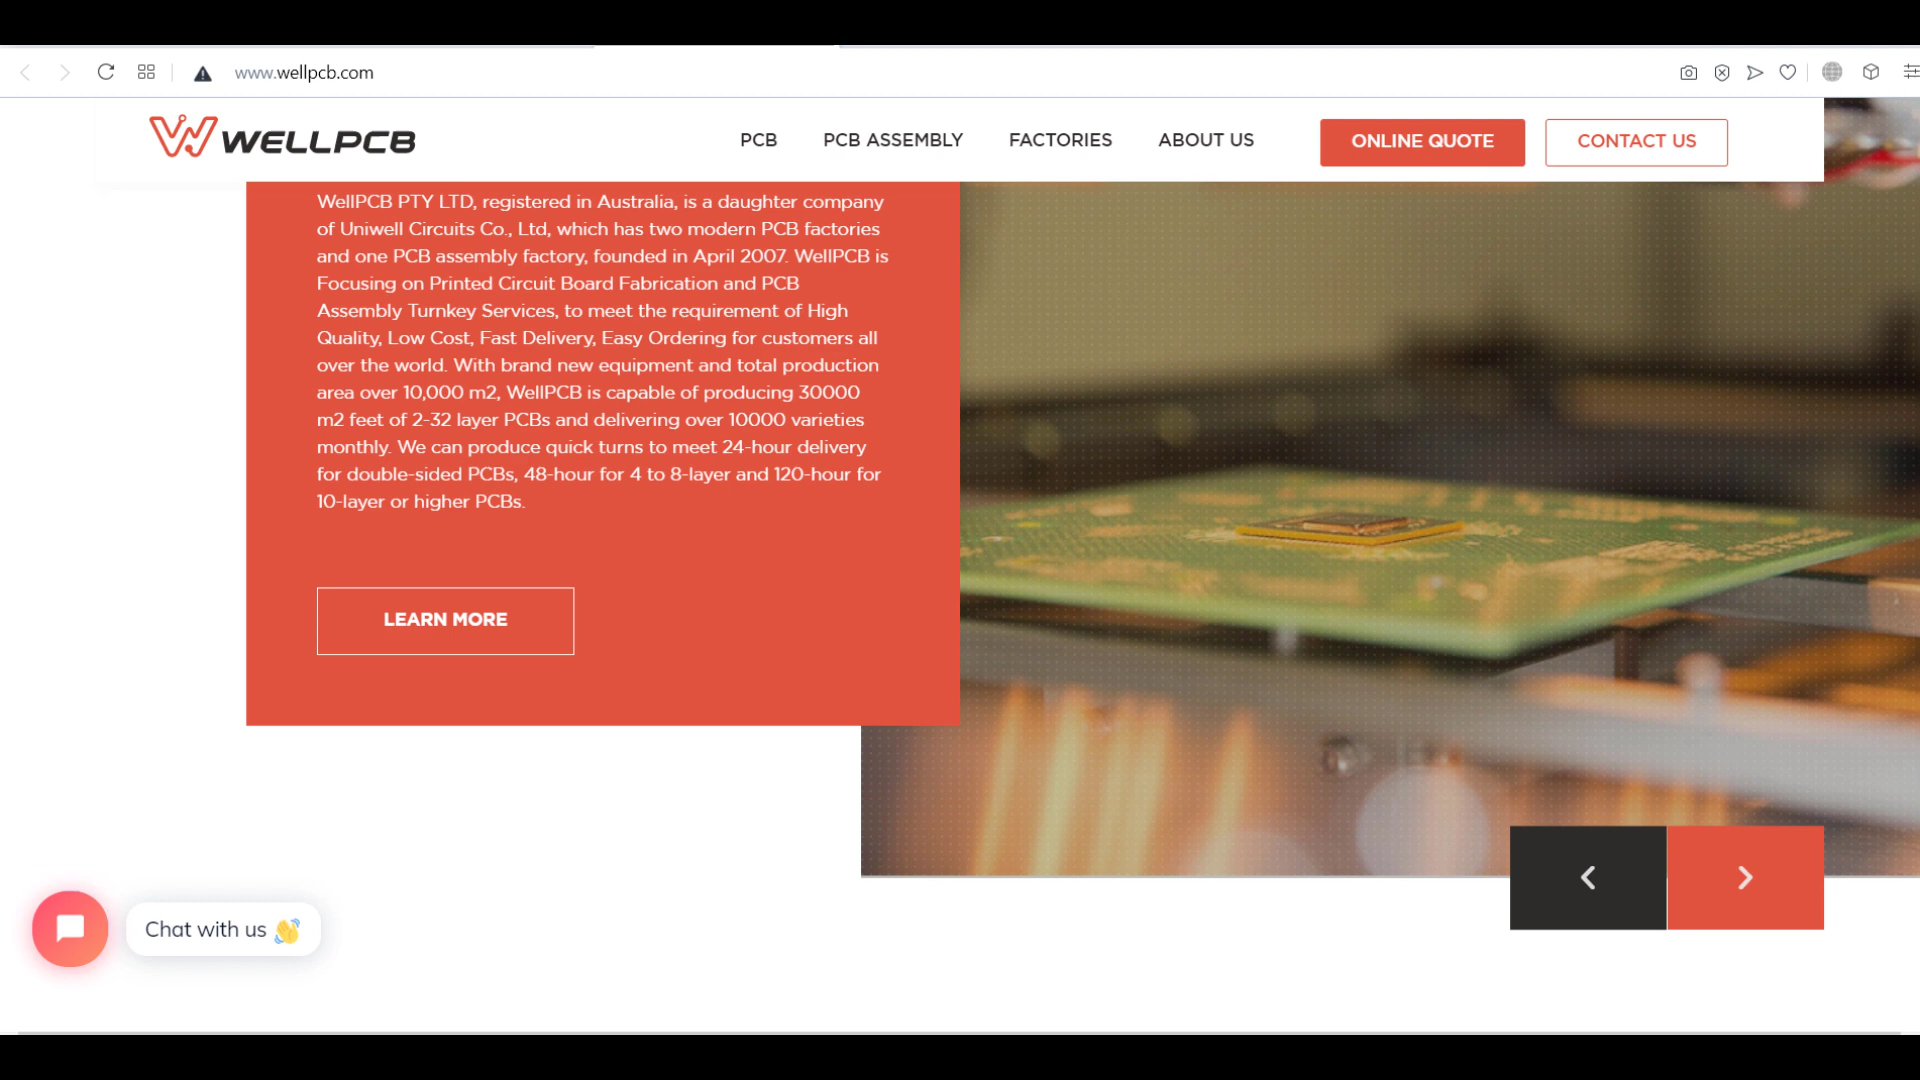 www.wellpcb.com
WELLPCB
PCB
PCB ASSEMBLY
FACTORIES
ABOUT US
ONLINE QUOTE
CONTACT US
WellPCB PTY LTD, registered in Australia, is a daughter company
of Uniwell Circuits Co., Ltd, which has two modern PCB factories
and one PCB assembly factory, founded in April 2007. WellPCB is
Focusing on Printed Circuit Board Fabrication and PCB
Assembly Turnkey Services, to meet the requirement of High
Quality, Low Cost, Fast Delivery, Easy Ordering for customers all
over the world. With brand new equipment and total production
area over 10,000 m2, WellPCB is capable of producing 30000
m2 feet of 2-32 layer PCBs and delivering over 10000 varieties
monthly. We can produce quick turns to meet 24-hour delivery
for double-sided PCBs, 48-hour for 4 to 8-layer and 120-hour for
10-layer or higher PCBs.
LEARN MORE
Chat with us 👋